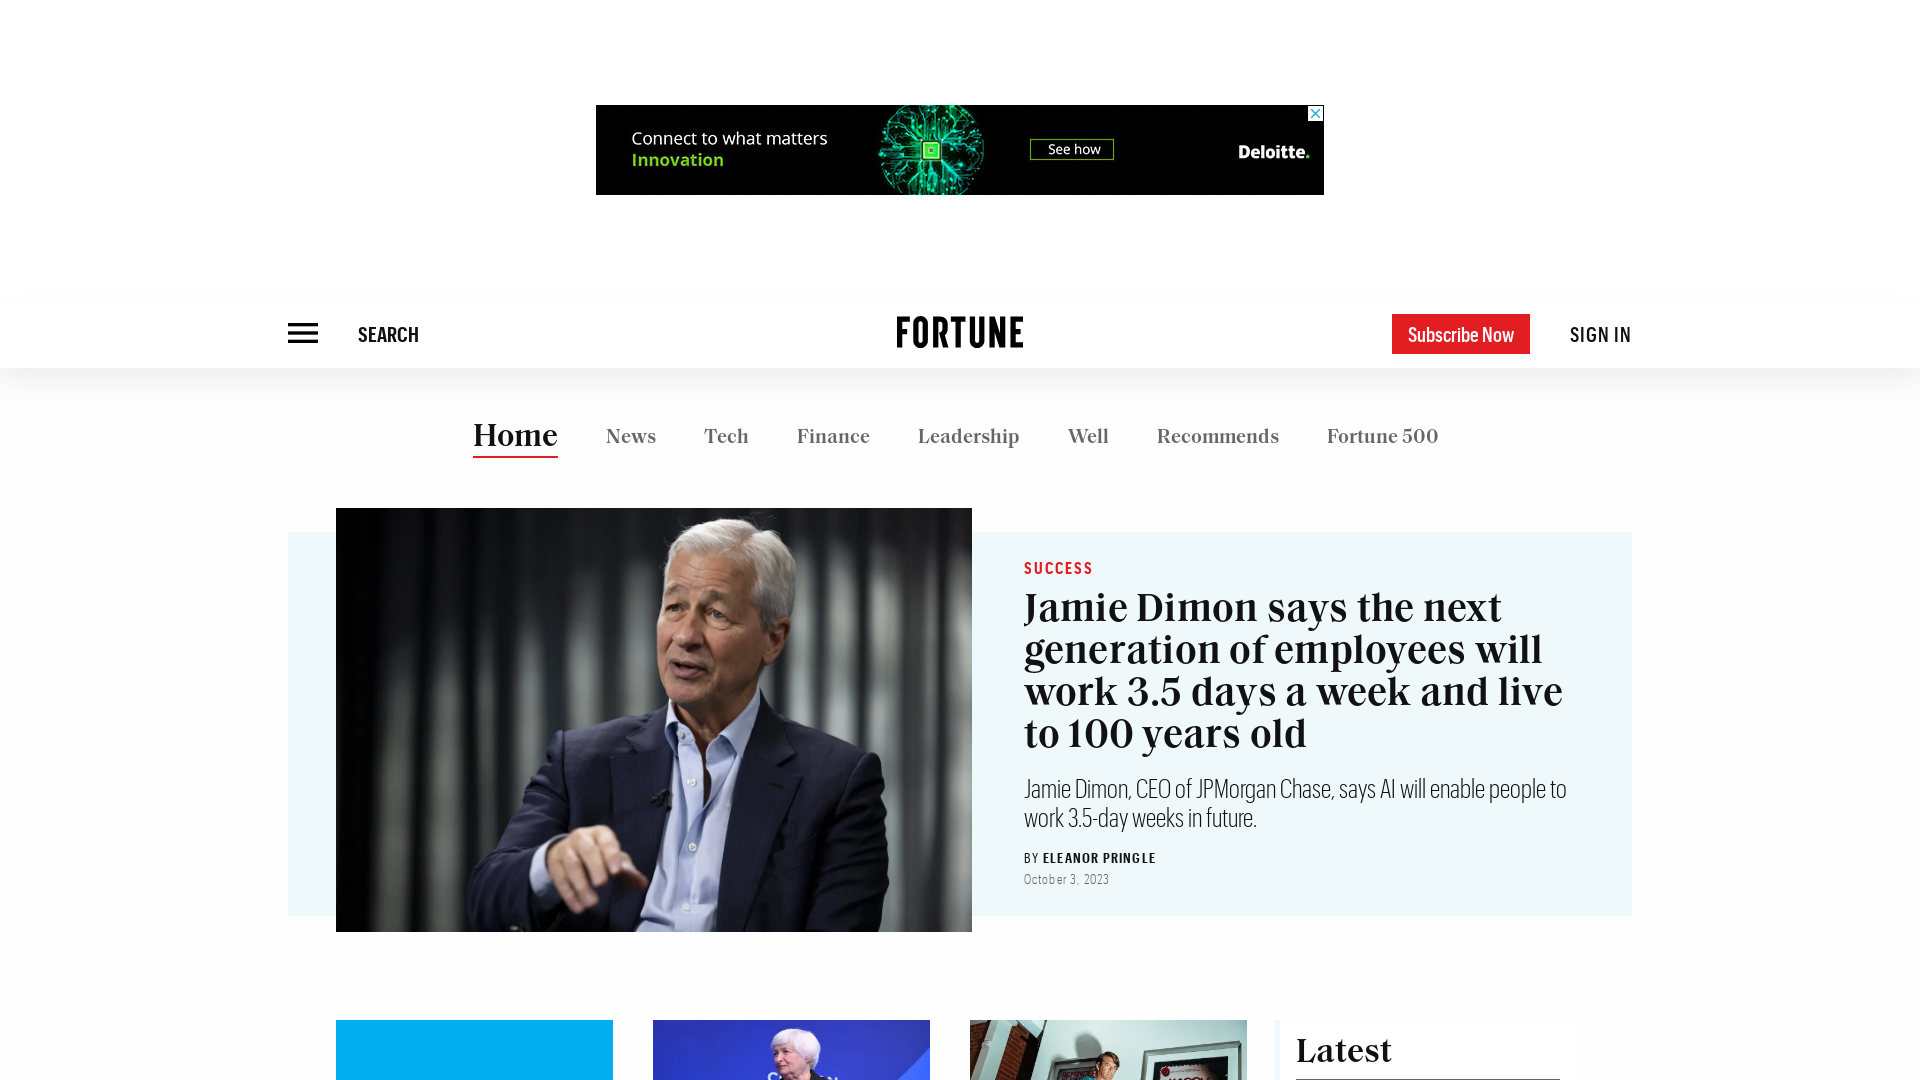 Connect to what matters
Innovation
See how
Deloitte.
SEARCH
FORTUNE
Subscribe Now
SIGN IN
Home
News
Tech
Finance
Leadership
Well
Recommends
Fortune 500
SUCCESS
Jamie Dimon says the next
generation of employees will
work 3.5 days a week and live
to 100 years old
Jamie Dimon, CEO of JPMorgan Chase, says AI will enable people to
work 3.5-day weeks in future.
BY ELEANOR PRINGLE
October 3, 2023
Latest